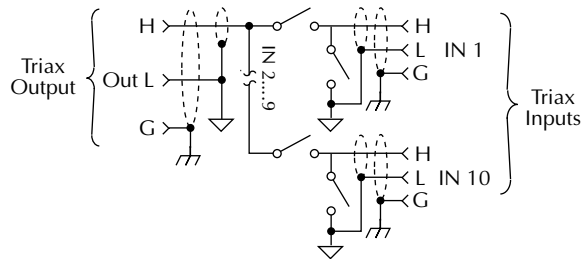 H
Triax
Output
Out L
G
IN 2....9
H
L IN 1
G
Triax
Inputs
H
L IN 10
G